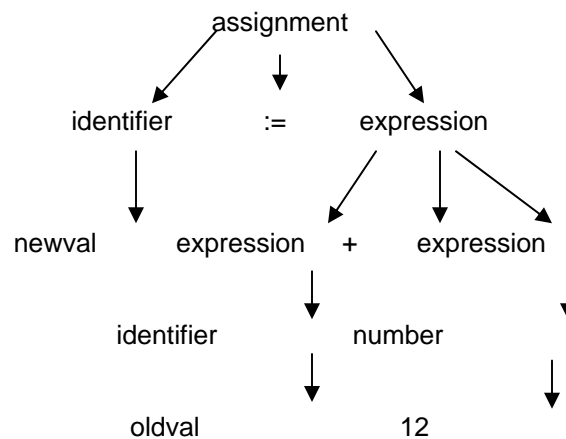 assignment
identifier := expression
newval expression + expression
identifier number
oldval 12